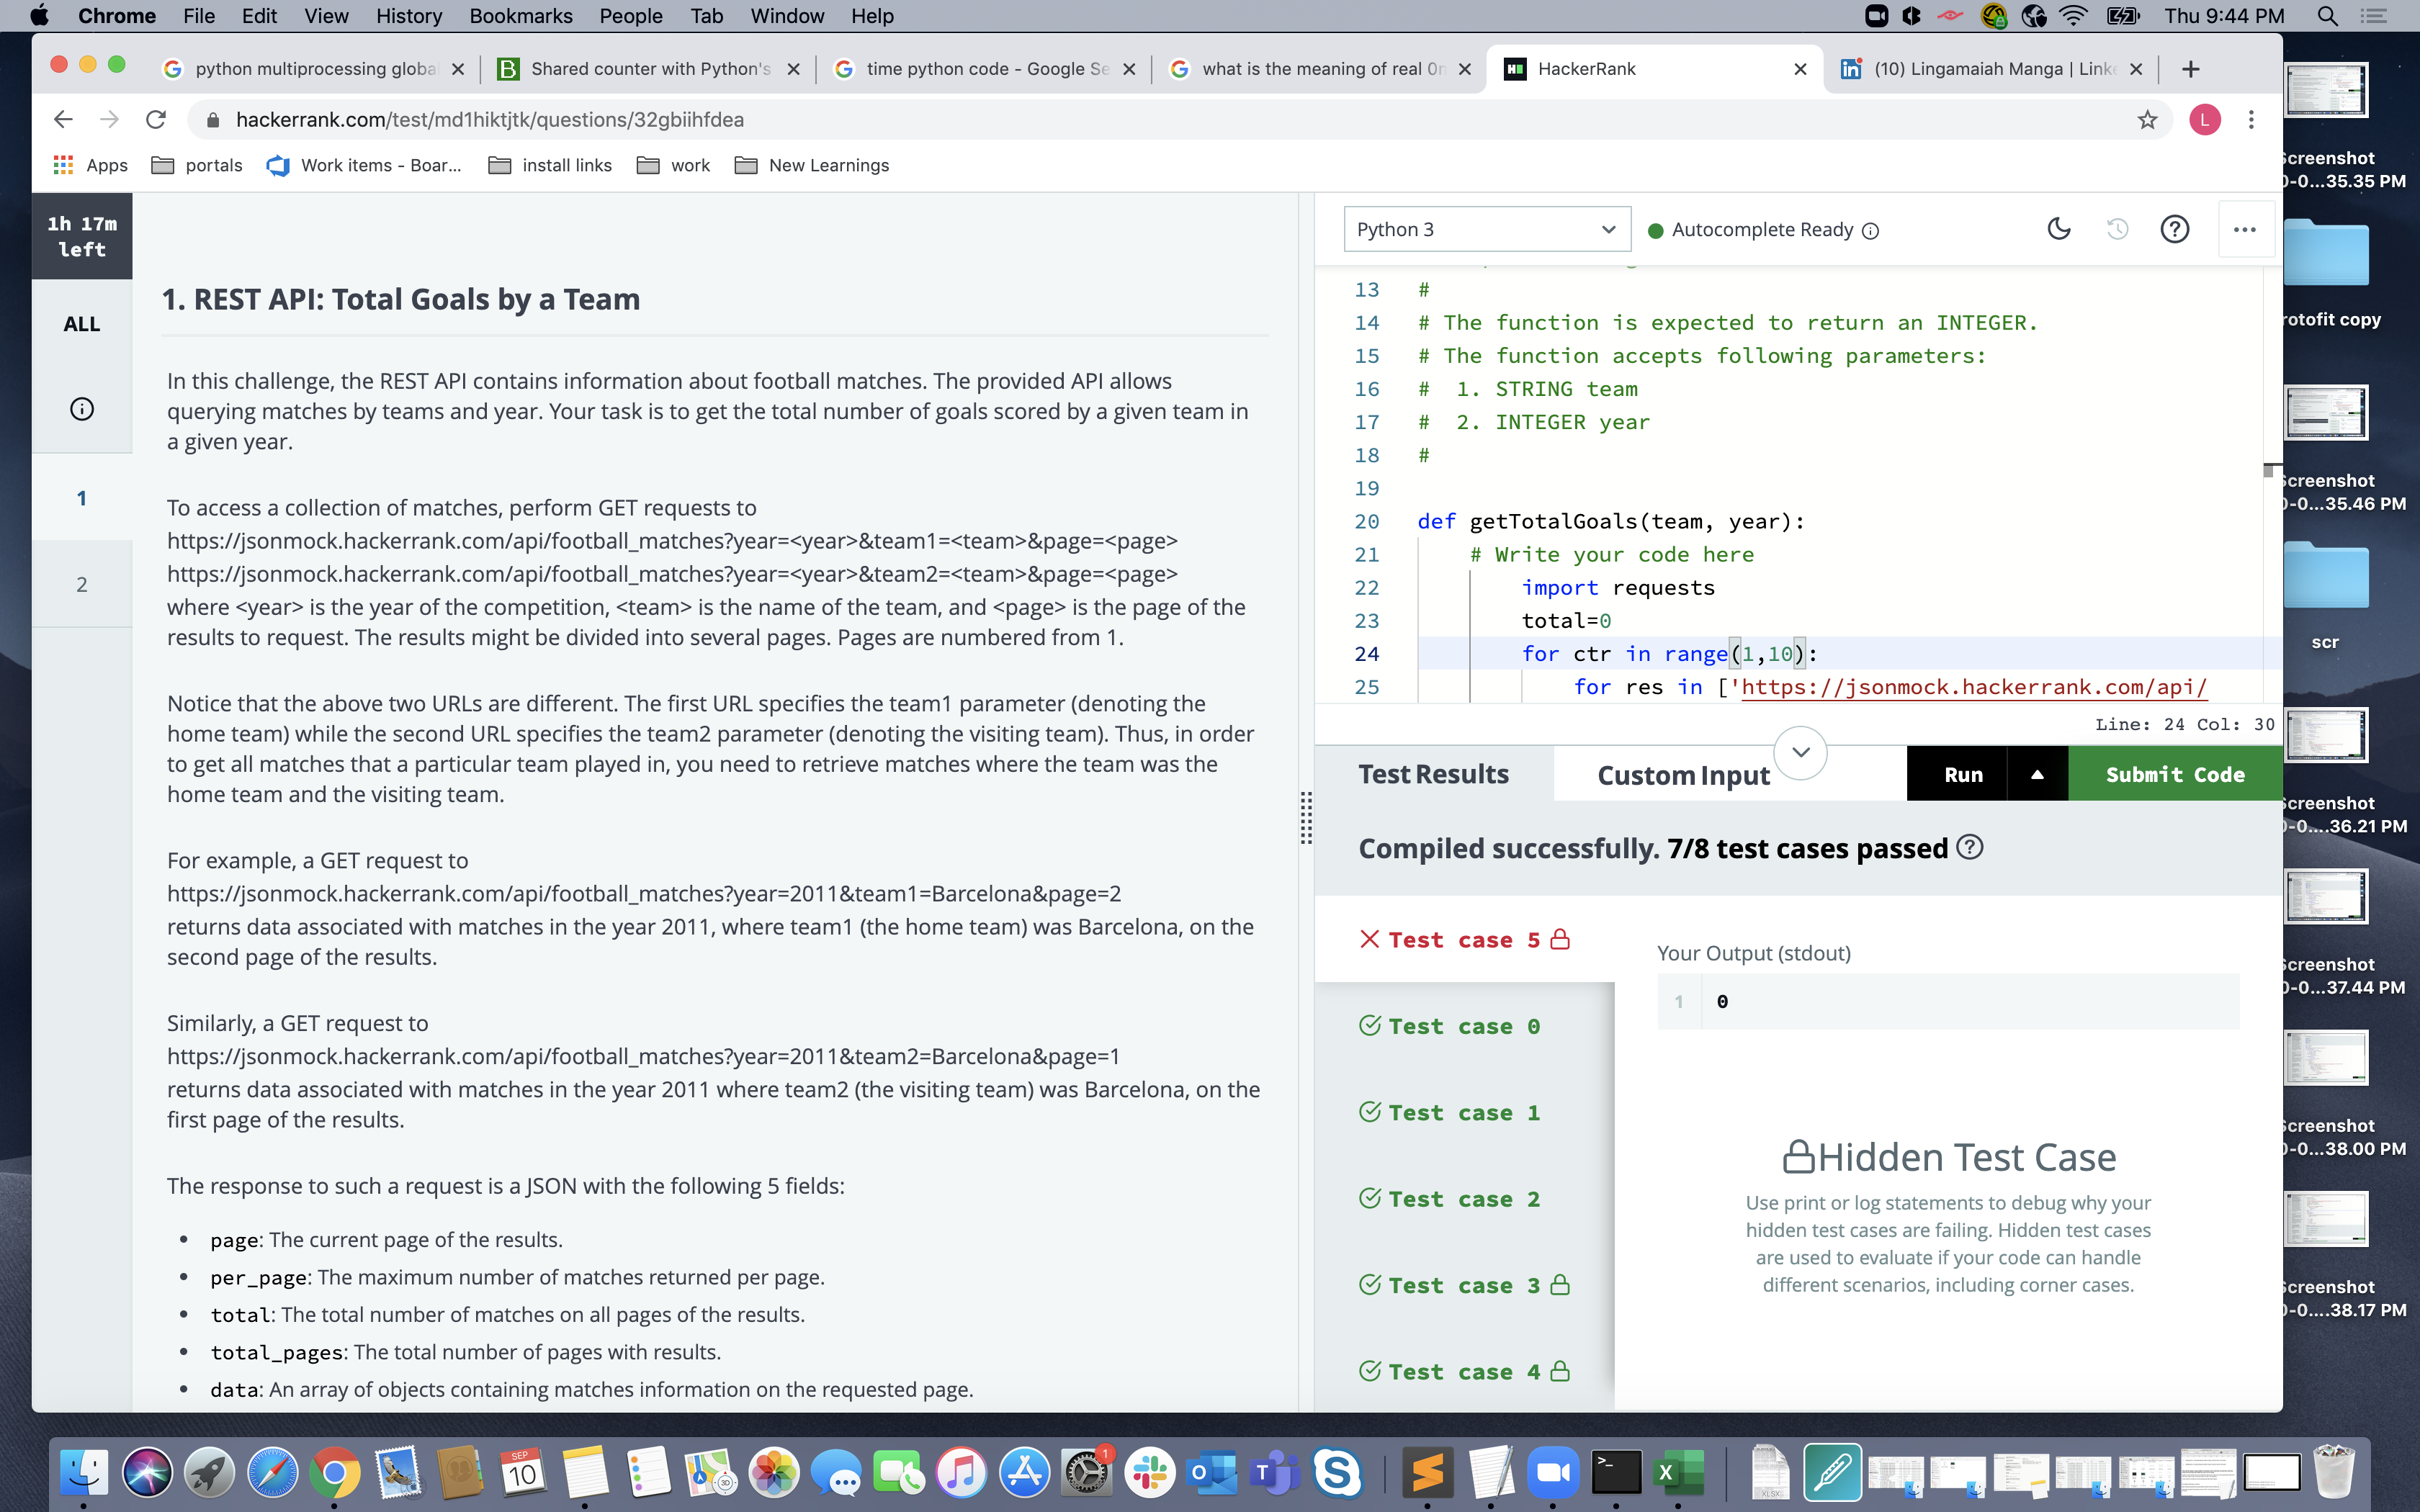 Chrome File Edit View History Bookmarks People Tab Window Help
Thu 9:44 PM
python multiprocessing globa
Shared counter with Python's
time python code - Google Se
what is the meaning of real 0r
HackerRank
(10) Lingamaiah Manga | Linke
hackerrank.com/test/md1hiktjtk/questions/32gbiihfdea
L
Apps portals Work items - Boar... install links work New Learnings
1h 17m
left
ALL
1
2
1. REST API: Total Goals by a Team
In this challenge, the REST API contains information about football matches. The provided API allows
querying matches by teams and year. Your task is to get the total number of goals scored by a given team in
a given year.
To access a collection of matches, perform GET requests to
https://jsonmock.hackerrank.com/api/football_matches?year=<year>&team1=<team>&page=<page>
https://jsonmock.hackerrank.com/api/football_matches?year=<year>&team2=<team>&page=<page>
where <year> is the year of the competition, <team> is the name of the team, and <page> is the page of the
results to request. The results might be divided into several pages. Pages are numbered from 1.
Notice that the above two URLs are different. The first URL specifies the team1 parameter (denoting the
home team) while the second URL specifies the team2 parameter (denoting the visiting team). Thus, in order
to get all matches that a particular team played in, you need to retrieve matches where the team was the
home team and the visiting team.
For example, a GET request to
https://jsonmock.hackerrank.com/api/football_matches?year=2011&team1=Barcelona&page=2
returns data associated with matches in the year 2011, where team1 (the home team) was Barcelona, on the
second page of the results.
Similarly, a GET request to
https://jsonmock.hackerrank.com/api/football_matches?year=2011&team2=Barcelona&page=1
returns data associated with matches in the year 2011 where team2 (the visiting team) was Barcelona, on the
first page of the results.
The response to such a request is a JSON with the following 5 fields:
• page: The current page of the results.
• per_page: The maximum number of matches returned per page.
• total: The total number of matches on all pages of the results.
• total_pages: The total number of pages with results.
• data: An array of objects containing matches information on the requested page.
Python 3
Autocomplete Ready
13 #
14 # The function is expected to return an INTEGER.
15 # The function accepts following parameters:
16 # 1. STRING team
17 # 2. INTEGER year
18 #
19
20 def getTotalGoals(team, year):
21 # Write your code here
22 import requests
23 total=0
24 for ctr in range(1,10):
25 for res in ['https://jsonmock.hackerrank.com/api/
Line: 24 Col: 30
Test Results
Custom Input
Run
Submit Code
Compiled successfully. 7/8 test cases passed
Test case 5
Test case 0
Test case 1
Test case 2
Test case 3
Test case 4
Your Output (stdout)
1 0
Hidden Test Case
Use print or log statements to debug why your
hidden test cases are failing. Hidden test cases
are used to evaluate if your code can handle
different scenarios, including corner cases.
Screenshot
0-0...35.35 PM
rotofit copy
Screenshot
0-0...35.46 PM
scr
Screenshot
0-0....36.21 PM
Screenshot
0-0...37.44 PM
Screenshot
0-0...38.00 PM
Screenshot
0-0....38.17 PM
SEP
10
1
XLSX